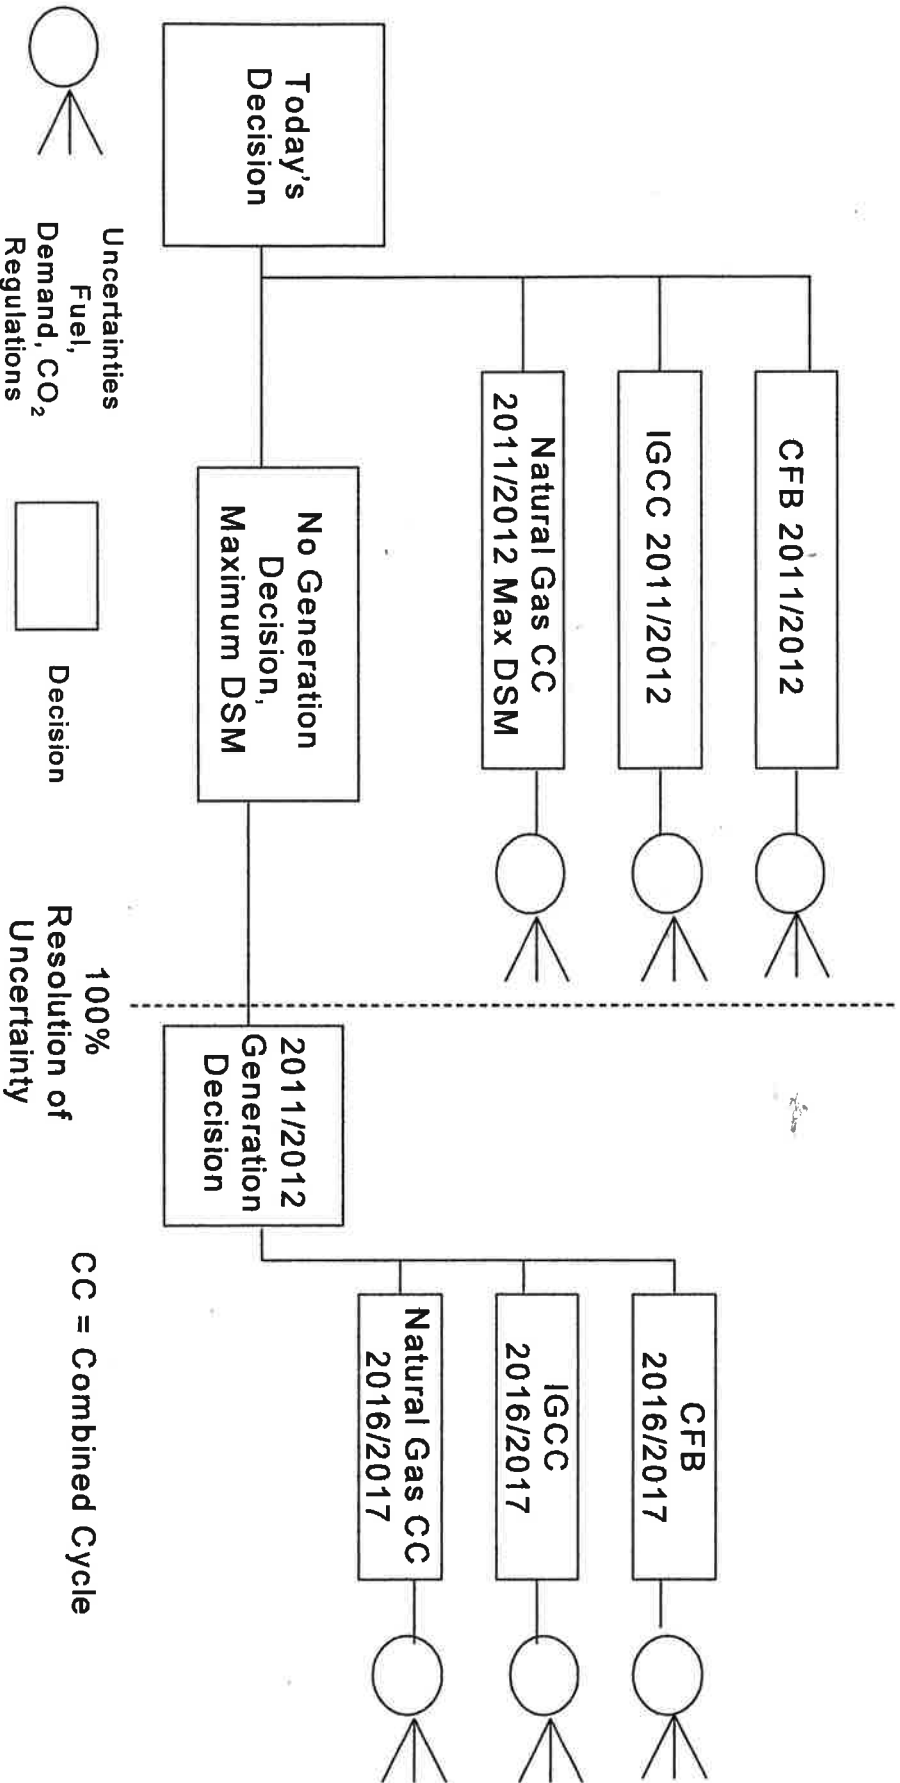 CFB 2011/2012
IGCC 2011/2012
Natural Gas CC
2011/2012 Max DSM
Today's
Decision
No Generation
Decision,
Maximum DSM
2011/2012
Generation
Decision
CFB
2016/2017
IGCC
2016/2017
Natural Gas CC
2016/2017
Uncertainties
Fuel,
Demand, CO₂
Regulations
Decision
100%
Resolution of
Uncertainty
CC = Combined Cycle